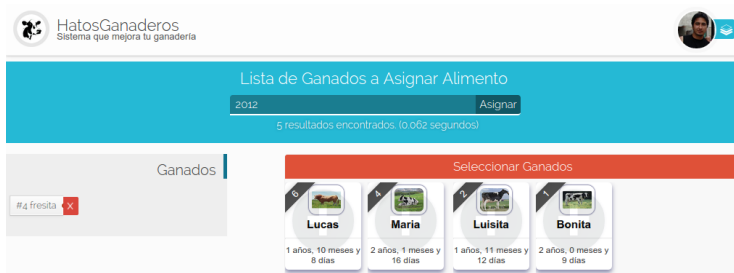 HatosGanaderos
Sistema que mejora tu ganadería
Lista de Ganados a Asignar Alimento
2012 Asignar
5 resultados encontrados. (0.062 segundos)
Ganados
#4 fresita X
Seleccionar Ganados
6 4 2 1
Lucas Maria Luisita Bonita
1 años, 10 meses y 2 años, 1 meses y 1 años, 11 meses y 2 años, 0 meses y
8 días 16 días 12 días 9 días